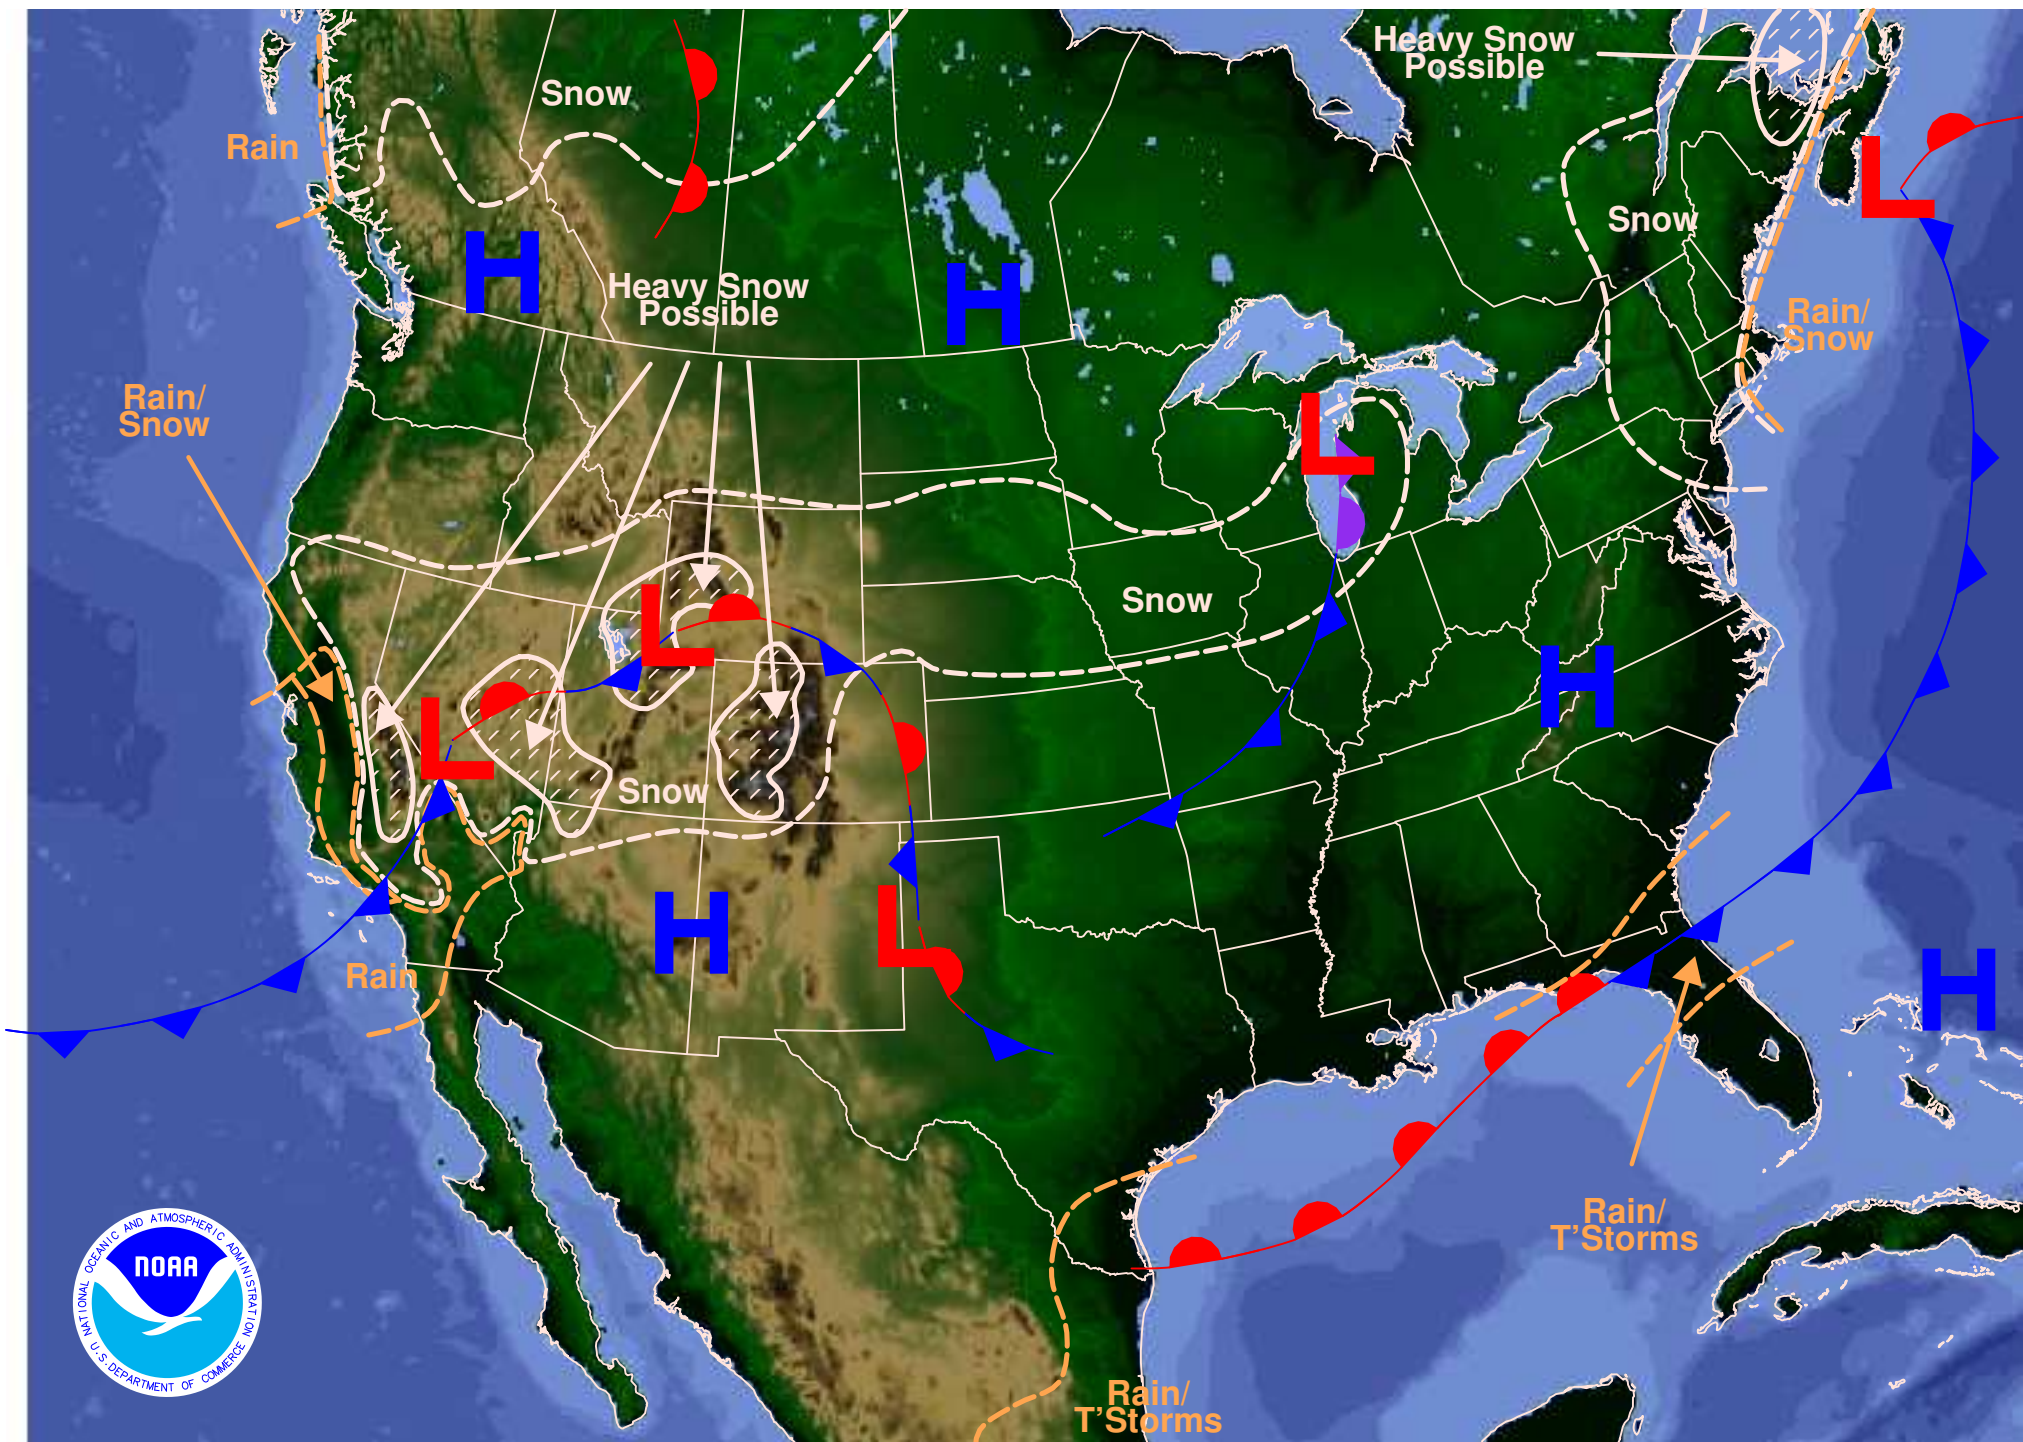 Heavy Snow
Possible
Snow
Rain
Snow
H
L
Heavy Snow
Possible
H
Rain/
Snow
Rain/
Snow
L
Snow
L
H
L
Snow
H
L
H
Rain
Rain/
T'Storms
Rain/
T'Storms
NATIONAL OCEANIC AND ATMOSPHERIC ADMINISTRATION
NOAA
U.S. DEPARTMENT OF COMMERCE